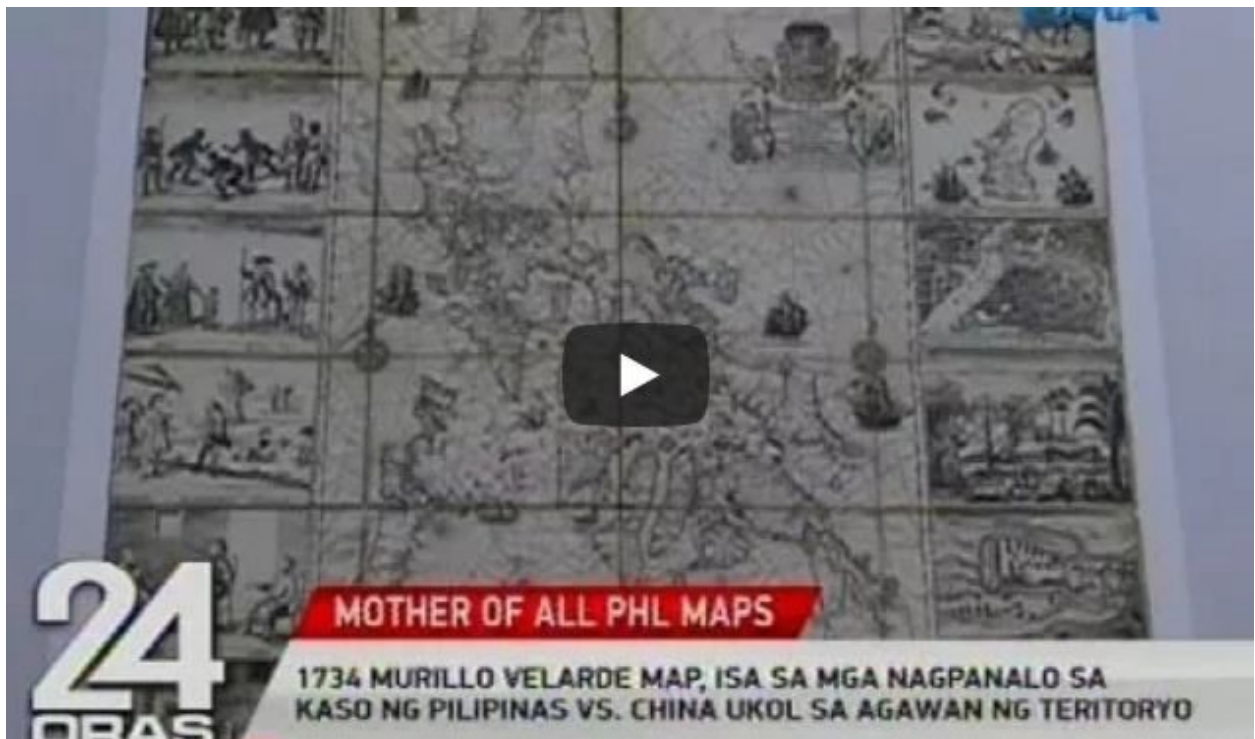 24
ORAS
MOTHER OF ALL PHL MAPS
1734 MURILLO VELARDE MAP, ISA SA MGA NAGPANALO SA
KASO NG PILIPINAS VS. CHINA UKOL SA AGAWAN NG TERITORYO